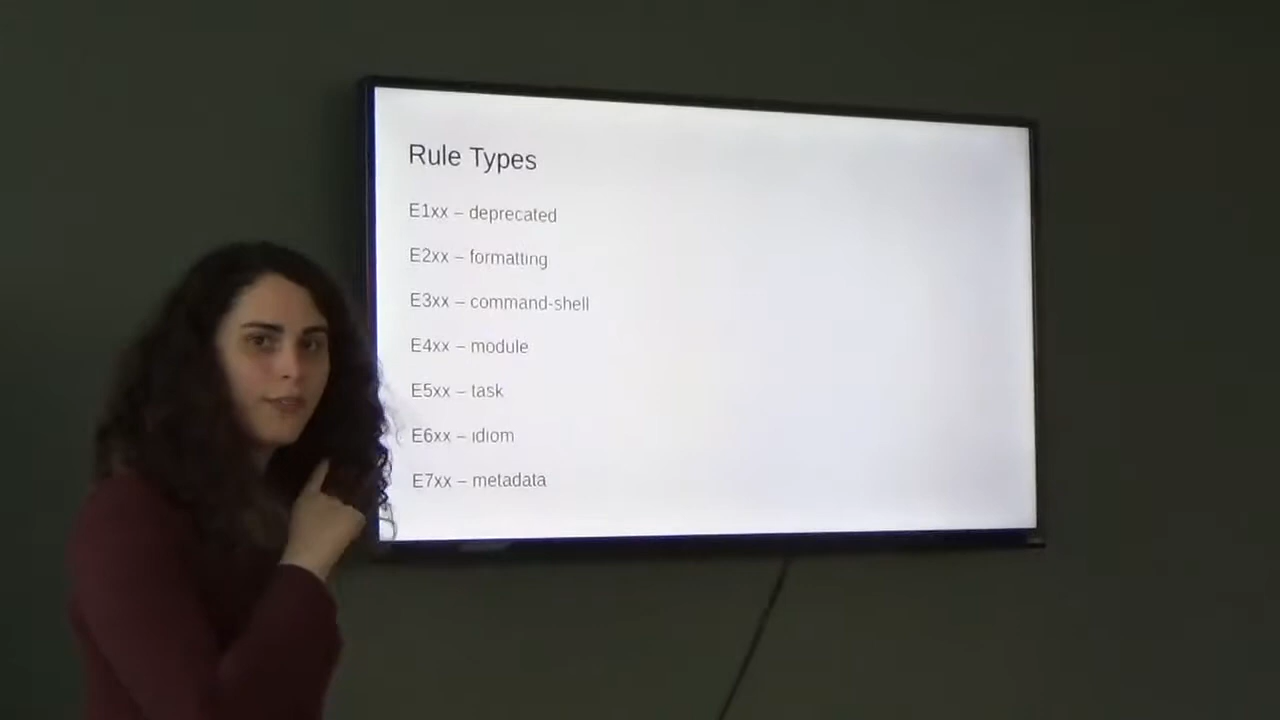 Rule Types
E1xx – deprecated
E2xx – formatting
E3xx – command-shell
E4xx – module
E5xx – task
E6xx – idiom
E7xx – metadata